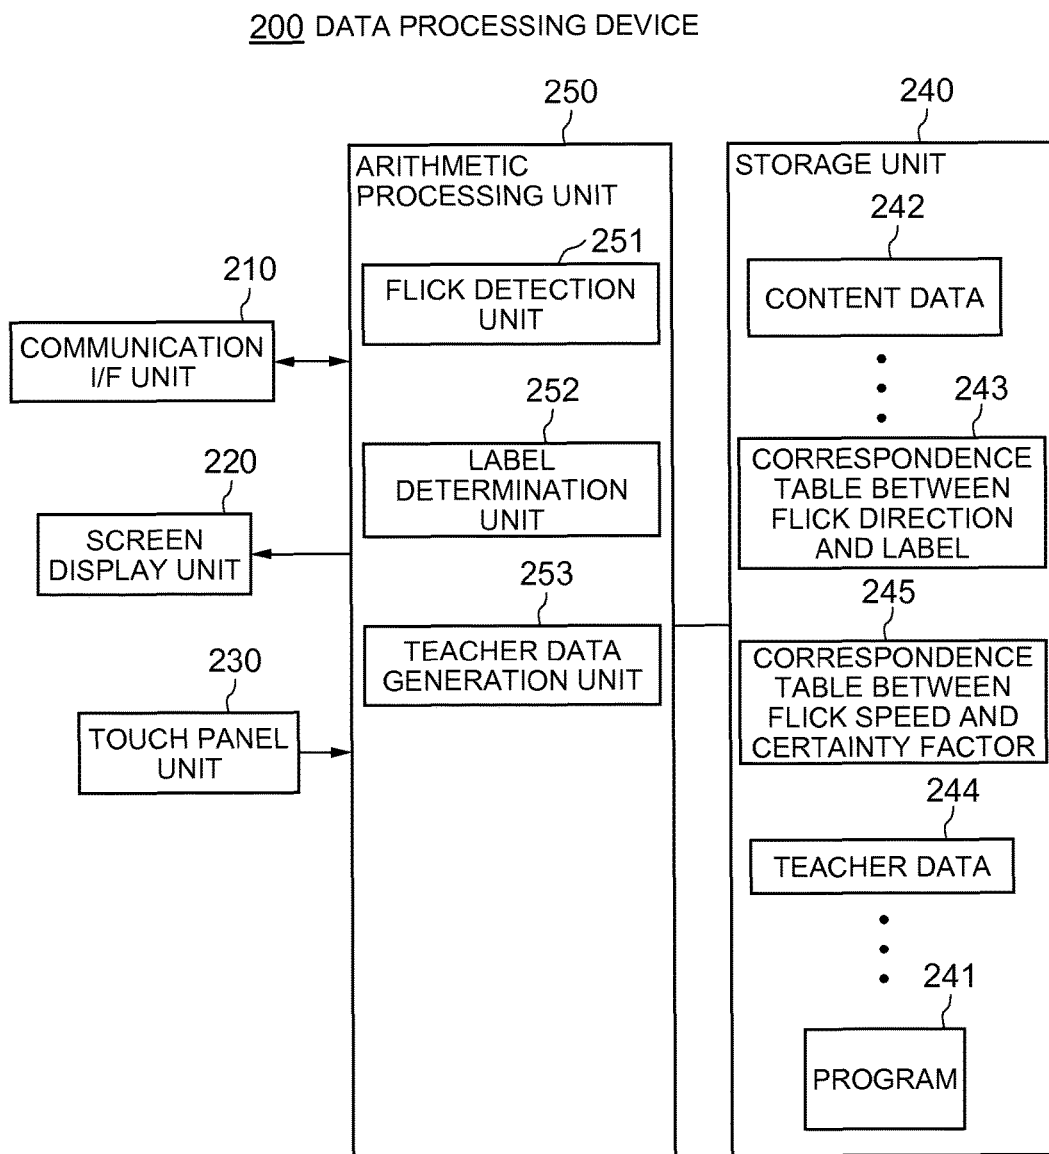 200 DATA PROCESSING DEVICE
250
ARITHMETIC
PROCESSING UNIT
251
FLICK DETECTION
UNIT
252
LABEL
DETERMINATION
UNIT
253
TEACHER DATA
GENERATION UNIT
210
COMMUNICATION
I/F UNIT
220
SCREEN
DISPLAY UNIT
230
TOUCH PANEL
UNIT
240
STORAGE UNIT
242
CONTENT DATA
243
CORRESPONDENCE
TABLE BETWEEN
FLICK DIRECTION
AND LABEL
245
CORRESPONDENCE
TABLE BETWEEN
FLICK SPEED AND
CERTAINTY FACTOR
244
TEACHER DATA
241
PROGRAM